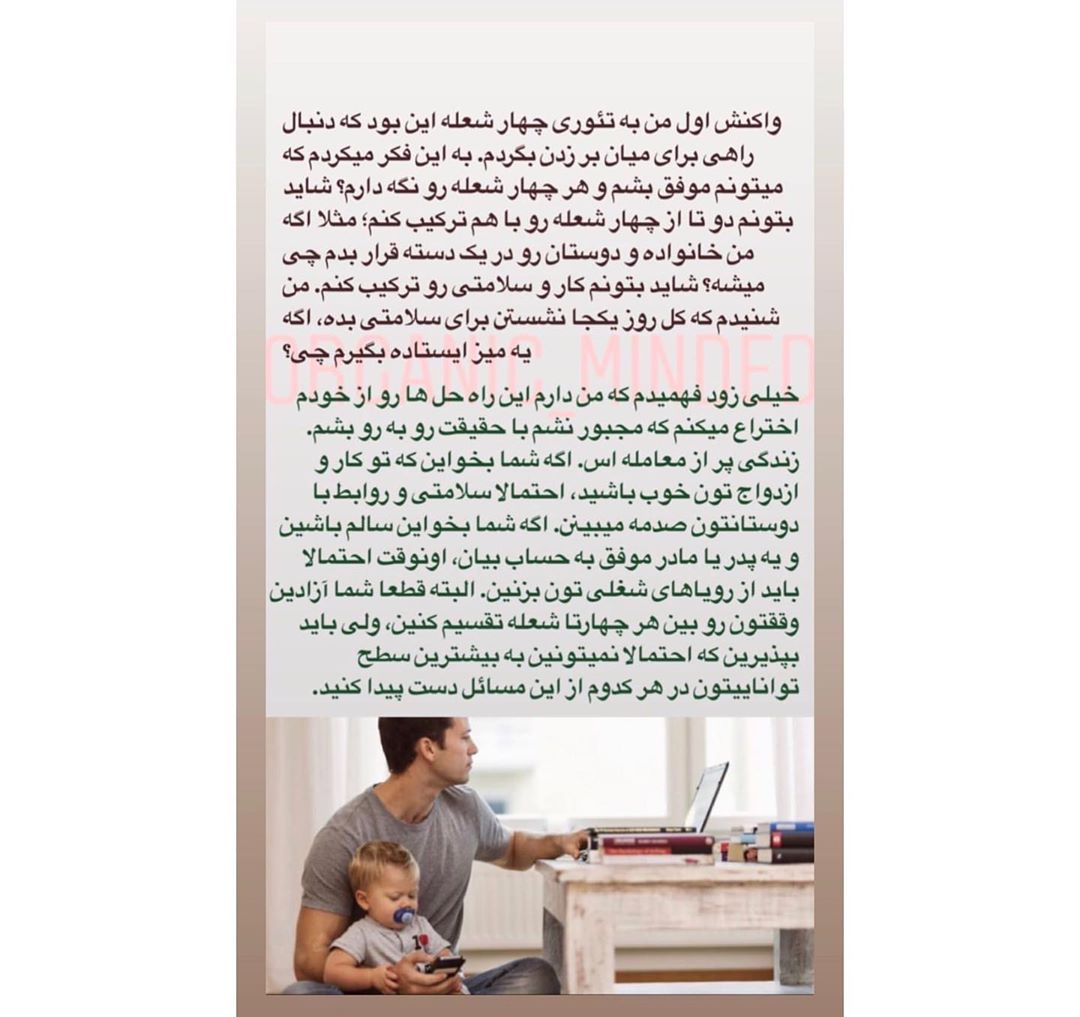 واکنش اول من به تئوری چهار شعله این بود که دنبال
راهی برای میان بر زدن بگردم. به این فکر میکردم که
میتونم موفق بشم و هر چهار شعله رو نگه دارم؟ شاید
بتونم دو تا از چهار شعله رو با هم ترکیب کنم؛ مثلا اگه
من خانواده و دوستان رو در یک دسته قرار بدم چی
میشه؟ شاید بتونم کار و سلامتی رو ترکیب کنم. من
شنیدم که کل روز یکجا نشستن برای سلامتی بده، اگه
یه میز ایستاده بگیرم چی؟
ORGANIC_MINDED
خیلی زود فهمیدم که من دارم این راه حل ها رو از خودم
اختراع میکنم که مجبور نشم با حقیقت رو به رو بشم.
زندگی پر از معامله اس. اگه شما بخواین که تو کار و
ازدواج تون خوب باشید، احتمالا سلامتی و روابط با
دوستانتون صدمه میبینن. اگه شما بخواین سالم باشین
و یه پدر یا مادر موفق به حساب بیان، اونوقت احتمالا
باید از رویاهای شغلی تون بزنین. البته قطعا شما آزادین
وقفتون رو بین هر چهارتا شعله تقسیم کنین، ولی باید
بپذیرین که احتمالا نمیتونین به بیشترین سطح
تواناییتون در هر کدوم از این مسائل دست پیدا کنید.